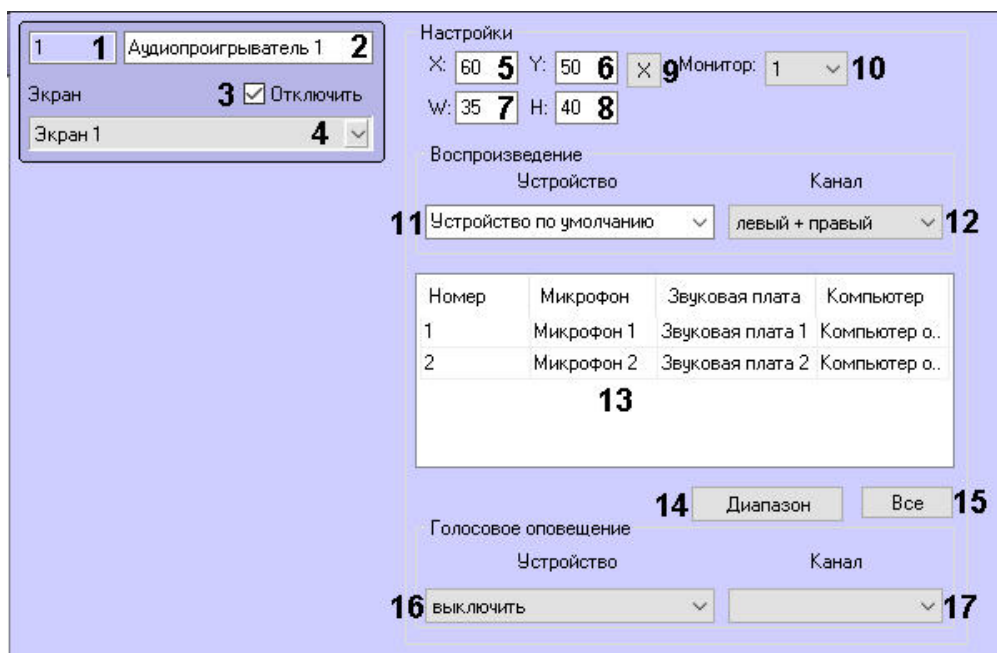 1 1 Аудиопроигрыватель 1 2
Экран 3 Отключить
Экран 1 4
Настройки
X: 60 5 Y: 50 6 X 9 Монитор: 1 10
W: 35 7 H: 40 8
Воспроизведение
Устройство Канал
11 Устройство по умолчанию левый + правый 12
Номер Микрофон Звуковая плата Компьютер
1 Микрофон 1 Звуковая плата 1 Компьютер о..
2 Микрофон 2 Звуковая плата 2 Компьютер о..
13
14 Диапазон Все 15
Голосовое оповещение
Устройство Канал
16 выключить 17